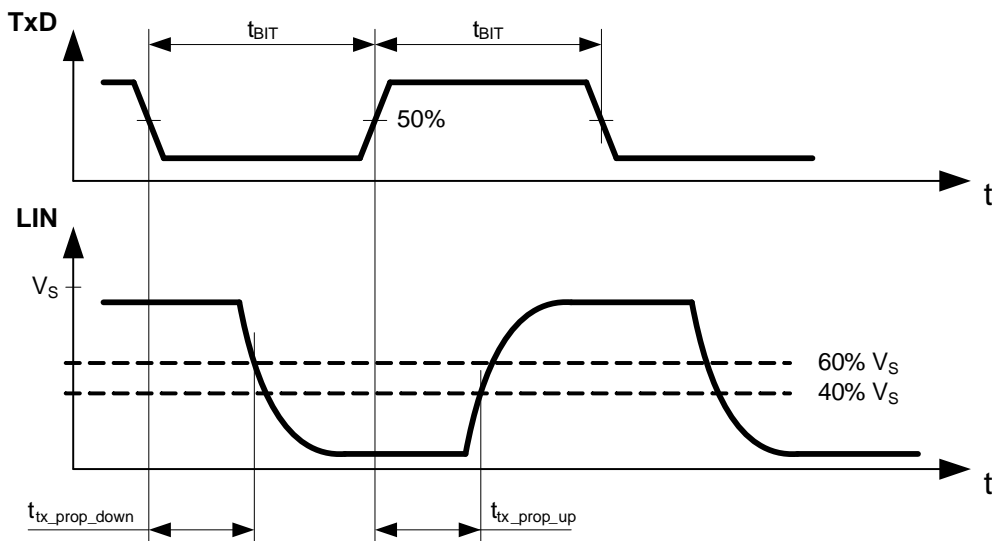 TxD
tBIT
tBIT
50%
t
LIN
VS
60% VS
40% VS
t
ttx_prop_down
ttx_prop_up